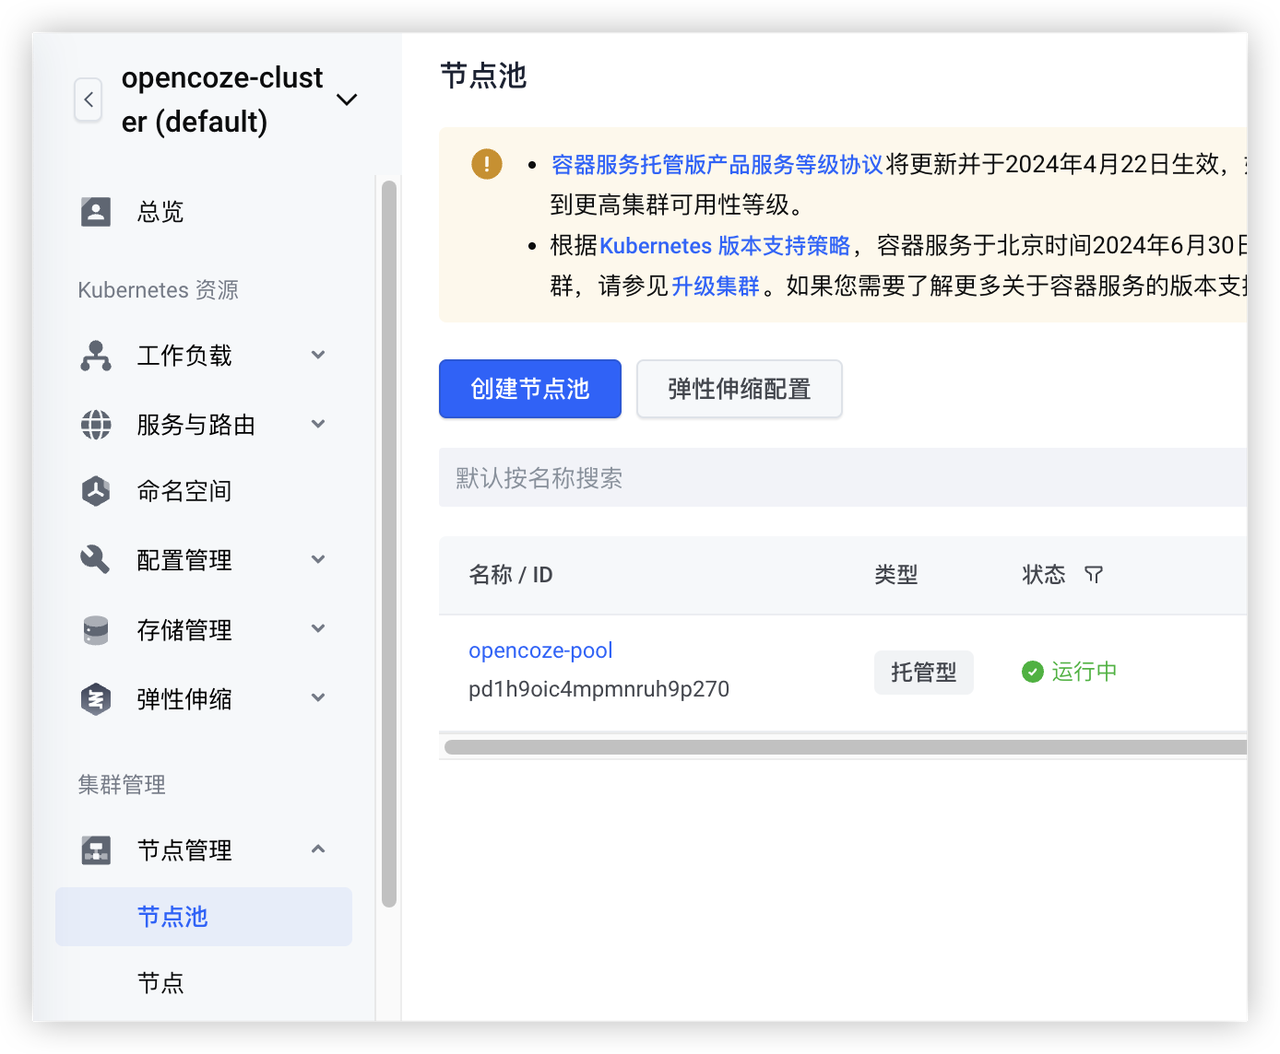 opencoze-clust
er (default)
总览
Kubernetes 资源
工作负载
服务与路由
命名空间
配置管理
存储管理
弹性伸缩
集群管理
节点管理
节点池
节点
节点池
容器服务托管版产品服务等级协议将更新并于2024年4月22日生效，
到更高集群可用性等级。
根据Kubernetes 版本支持策略，容器服务于北京时间2024年6月30日
群，请参见升级集群。如果您需要了解更多关于容器服务的版本支持
创建节点池
弹性伸缩配置
默认按名称搜索
名称 / ID 类型 状态
opencoze-pool
pd1h9oic4mpmnruh9p270
托管型
运行中